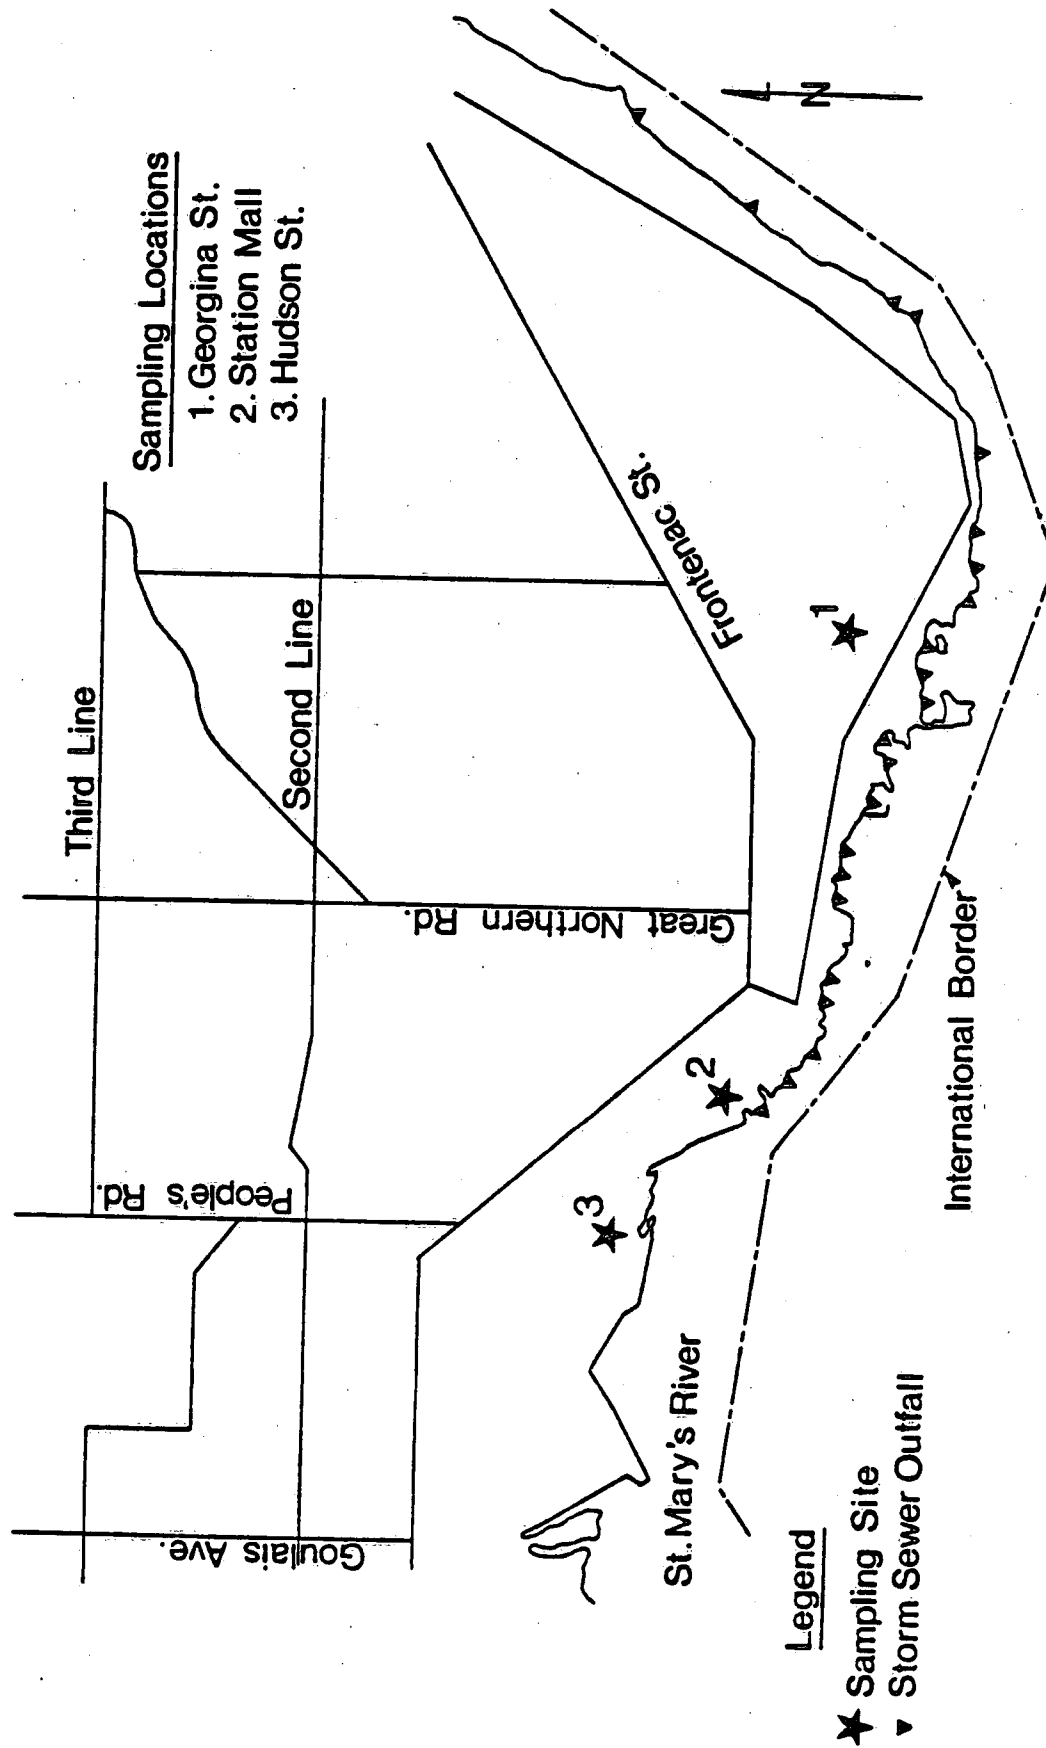 Sampling Locations
1. Georgina St.
2. Station Mall
3. Hudson St.
Third Line
Second Line
Great Northern Rd.
People's Rd.
Goulais Ave.
Frontenac St.
1
2
3
N
St. Mary's River
International Border
Legend
Sampling Site
Storm Sewer Outfall